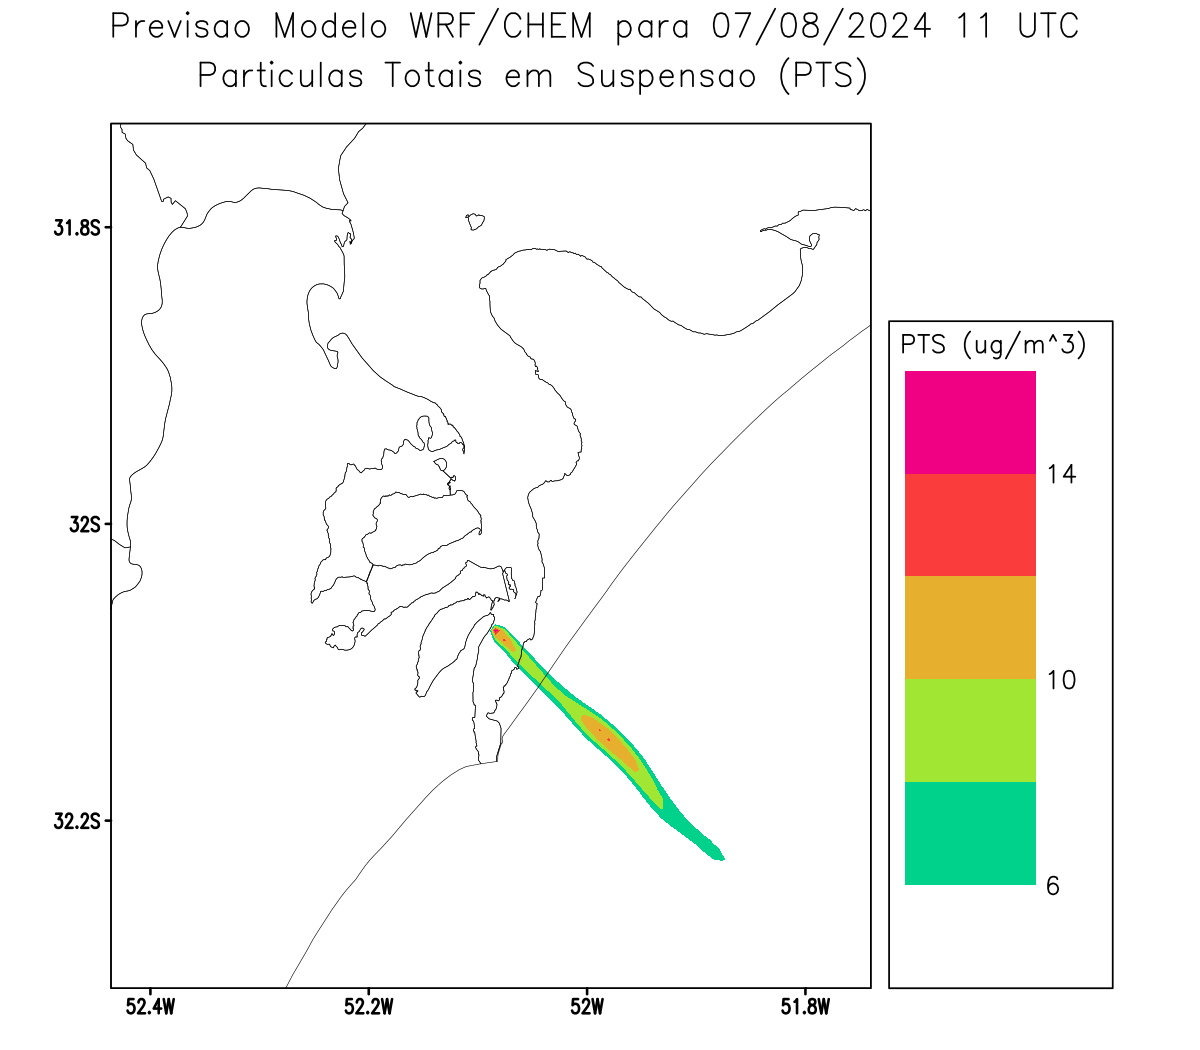 Previsao Modelo WRF/CHEM para 07/08/2024 11 UTC
Particulas Totais em Suspensao (PTS)
31.8S
32S
32.2S
52.4W
52.2W
52W
51.8W
PTS (ug/m^3)
14
10
6